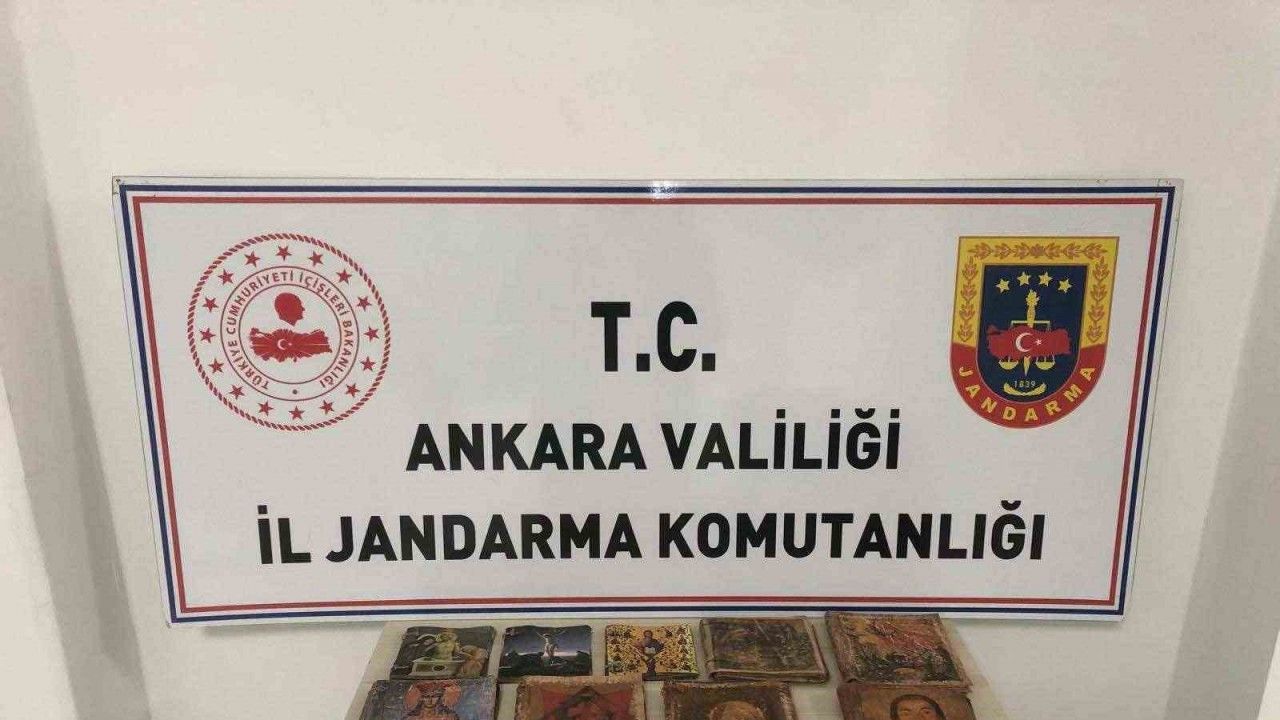 TÜRKİYE CUMHURİYETİ İÇİŞLERİ BAKANLIĞI
T.C.
ANKARA VALİLİĞİ
İL JANDARMA KOMUTANLIĞI
1839
JANDARMA